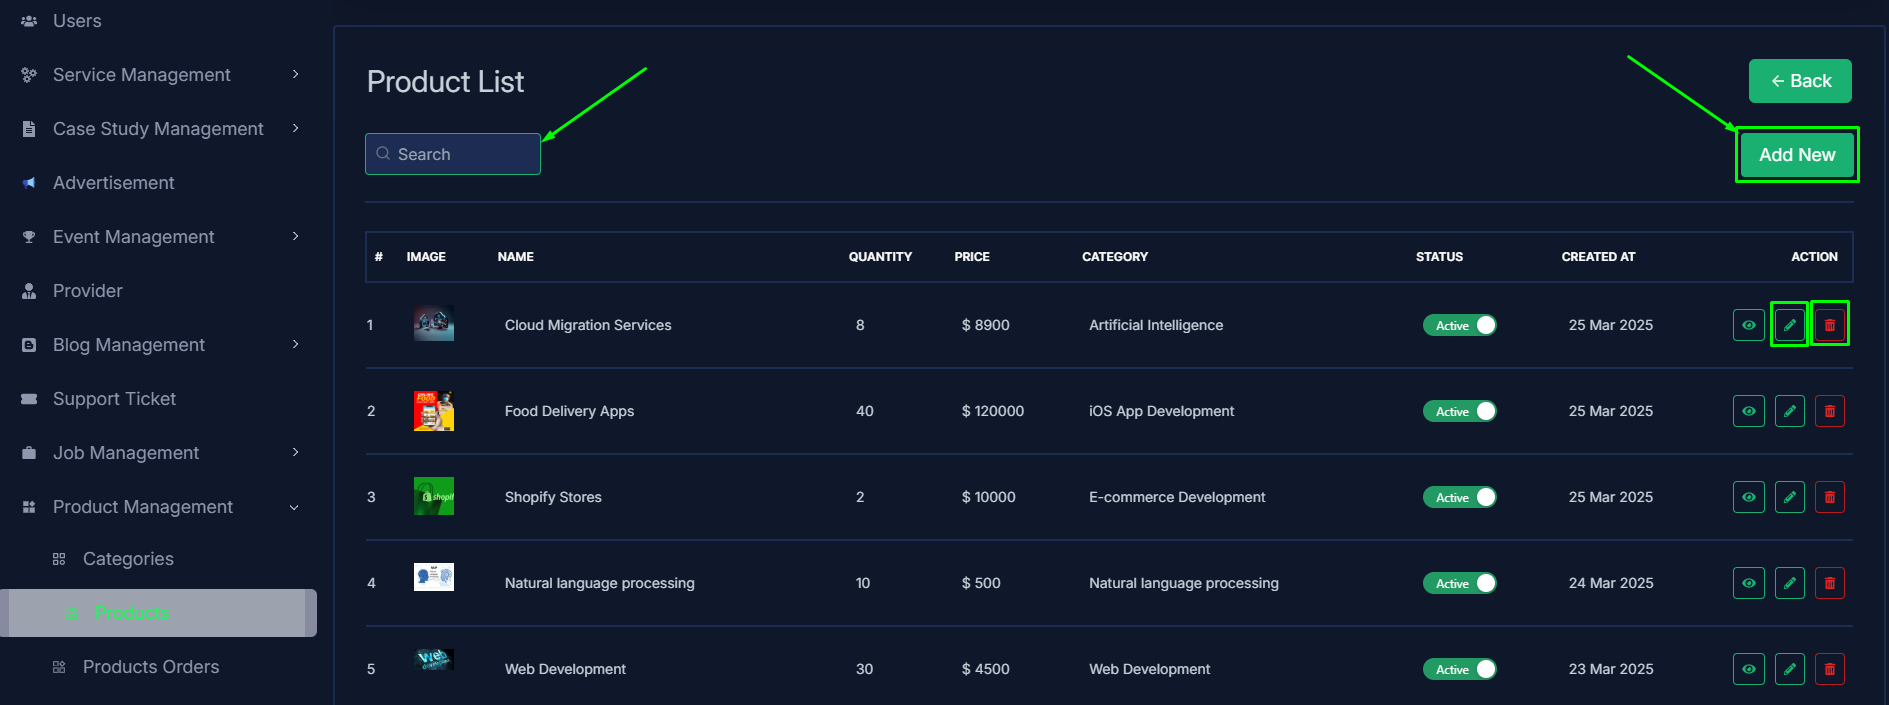 Users
Service Management
Case Study Management
Advertisement
Event Management
Provider
Blog Management
Support Ticket
Job Management
Product Management
Categories
Products
Products Orders
Product List
← Back
Search
Add New
# IMAGE NAME QUANTITY PRICE CATEGORY STATUS CREATED AT ACTION
1 Cloud Migration Services 8 $ 8900 Artificial Intelligence Active 25 Mar 2025
2 Food Delivery Apps 40 $ 120000 iOS App Development Active 25 Mar 2025
3 shopif Shopify Stores 2 $ 10000 E-commerce Development Active 25 Mar 2025
4 Natural language processing 10 $ 500 Natural language processing Active 24 Mar 2025
5 Web Web Development 30 $ 4500 Web Development Active 23 Mar 2025